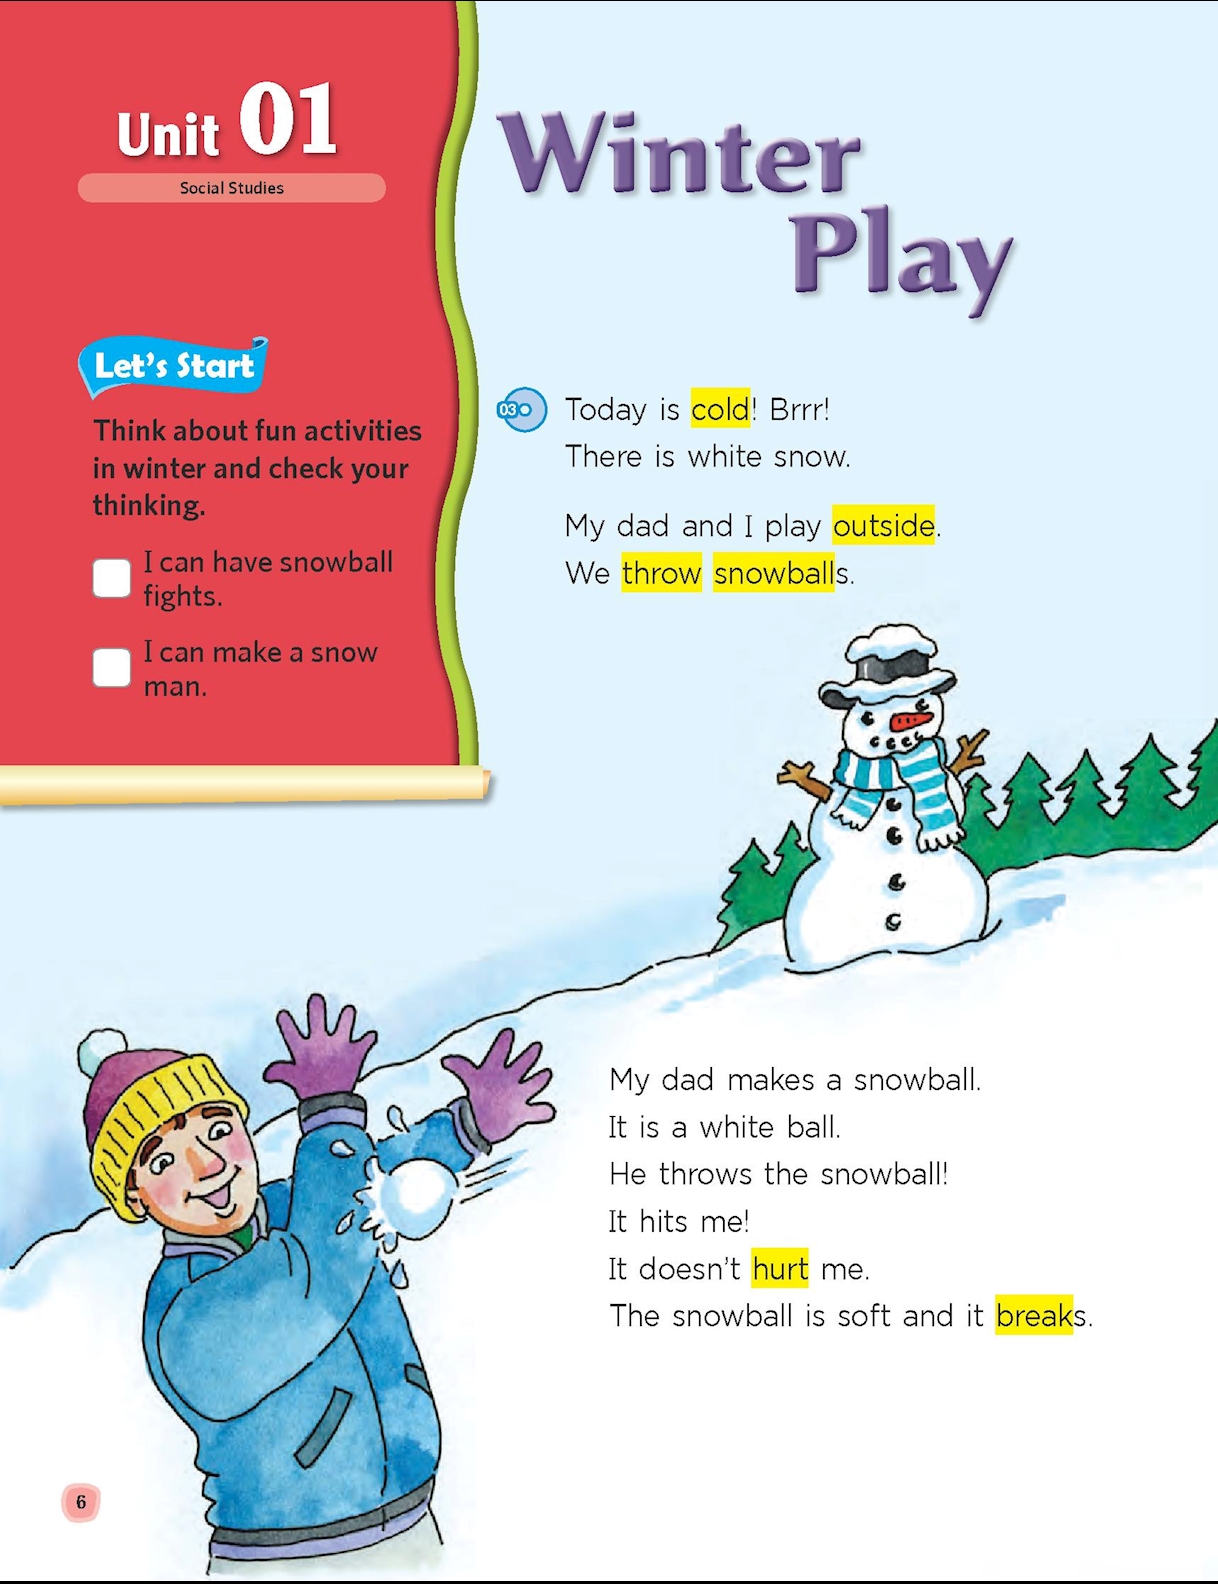 Unit 01
Social Studies
Winter
Play
Let's Start
Think about fun activities
in winter and check your
thinking.
I can have snowball
fights.
I can make a snow
man.
03
Today is cold! Brrr!
There is white snow.
My dad and I play outside.
We throw snowballs.
My dad makes a snowball.
It is a white ball.
He throws the snowball!
It hits me!
It doesn't hurt me.
The snowball is soft and it breaks.
6